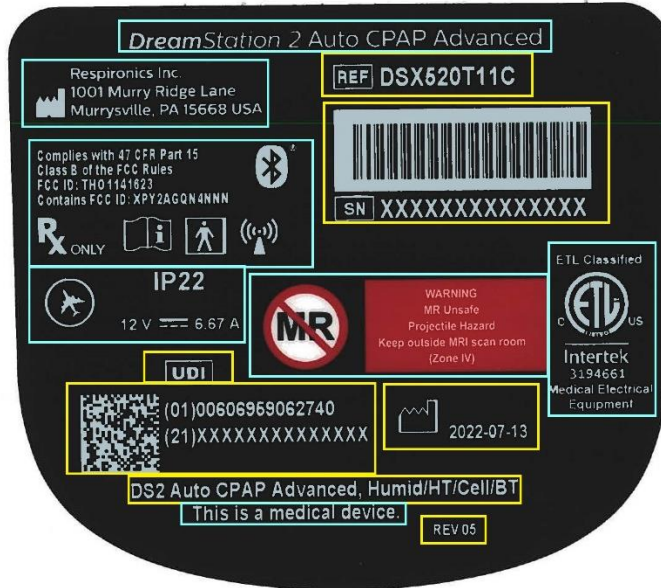 DreamStation 2 Auto CPAP Advanced
Respironics Inc.
1001 Murry Ridge Lane
Murrysville, PA 15668 USA
REF DSX520T11C
SN XXXXXXXXXXXXXX
Complies with 47 CFR Part 15
Class B of the FCC Rules
FCC ID: THO1141623
Contains FCC ID: XPY2AGQN4NNN
Rx ONLY
IP22
12 V 6.67 A
MR
WARNING
MR Unsafe
Projectile Hazard
Keep outside MRI scan room
(Zone IV)
ETL Classified
ETL
C US
LISTED
Intertek
3194661
Medical Electrical
Equipment
UDI
(01)00606959062740
(21)XXXXXXXXXXXXXX
2022-07-13
DS2 Auto CPAP Advanced, Humid/HT/Cell/BT
This is a medical device.
REV 05